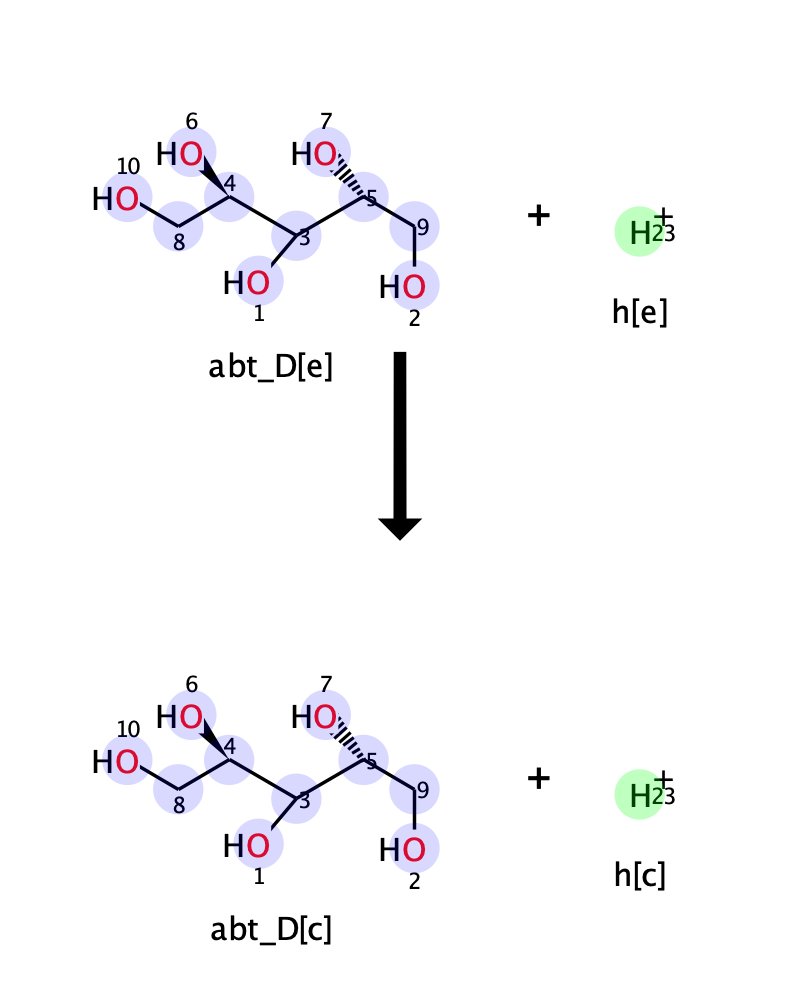 6 7
10 HO HO 4 5
HO 8 3 9 + H+ 23
HO HO
1 2 h[e]
abt_D[e]
6 7
10 HO HO 4 5
HO 8 3 9 + H+ 23
HO HO
1 2 h[c]
abt_D[c]